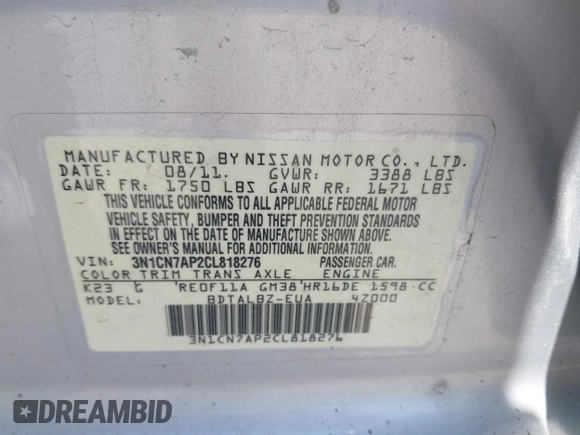 MANUFACTURED BY NISSAN MOTOR CO., LTD.
DATE: 08/11. GVWR: 3388 LBS
GAWR FR: 1750 LBS GAWR RR: 1671 LBS
THIS VEHICLE CONFORMS TO ALL APPLICABLE FEDERAL MOTOR
VEHICLE SAFETY, BUMPER AND THEFT PREVENTION STANDARDS
IN EFFECT ON THE DATE OF MANUFACTURE SHOWN ABOVE.
SEE OWNER'S MANUAL FOR ADDITIONAL INFORMATION.
VIN: 3N1CN7AP2CL818276 PASSENGER CAR.
COLOR TRIM TRANS AXLE ENGINE
K23 G RE0F11A GM38 HR16DE 1598 CC
BDTALBZ-EUA 4Z000
3N1CN7AP2CL818276
DREAMBID